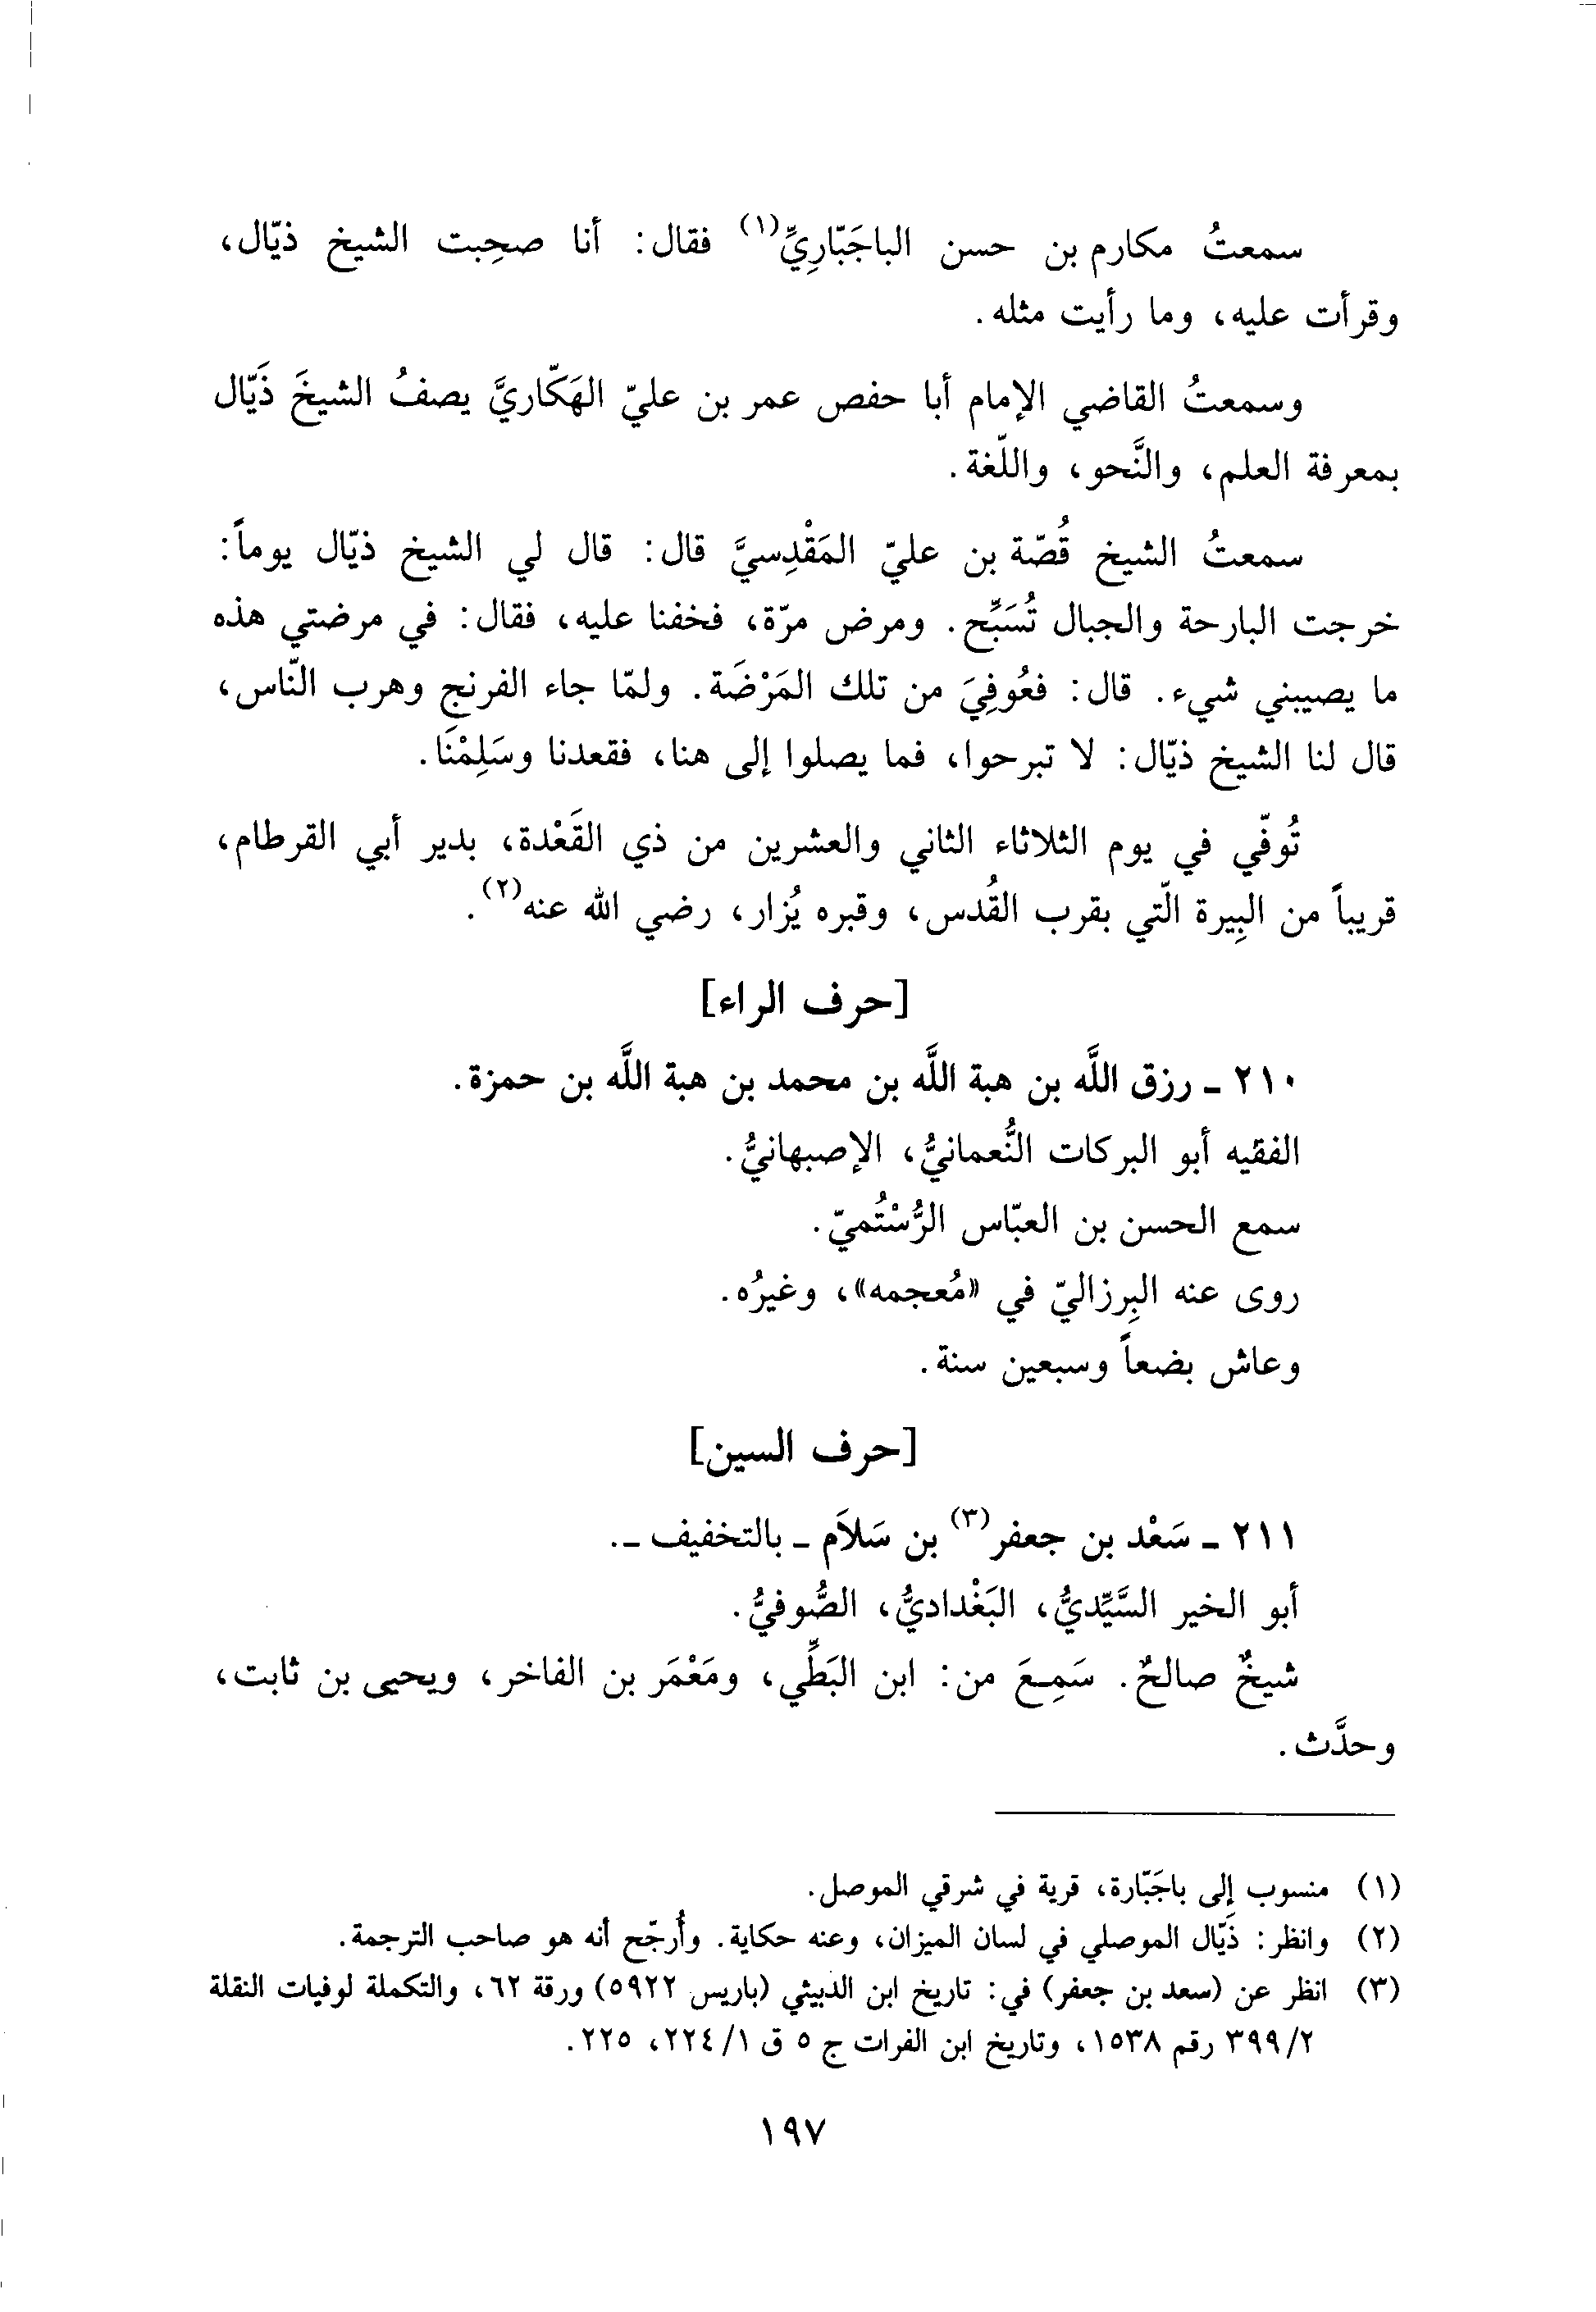 سمعتُ مكارم بن حسن الباجَبّارِيَّ(١) فقال: أنا صحِبت الشيخ ذيّال،
وقرأت عليه، وما رأيت مثله.
وسمعتُ القاضي الإمام أبا حفص عمر بن عليّ الهَكّاريَّ يصفُ الشيخَ ذَيّال
بمعرفة العلم، والنَّحو، واللّغة.
سمعتُ الشيخ قُصّة بن عليّ المَقْدِسيَّ قال: قال لي الشيخ ذيّال يوماً:
خرجت البارحة والجبال تُسَبِّح. ومرض مرّة، فخفنا عليه، فقال: في مرضتي هذه
ما يصيبني شيء. قال: فعُوفِيَ من تلك المَرْضَة. ولمّا جاء الفرنج وهرب النّاس،
قال لنا الشيخ ذيّال: لا تبرحوا، فما يصلوا إلى هنا، فقعدنا وسَلِمْنَا.
تُوفّي في يوم الثلاثاء الثاني والعشرين من ذي القَعْدة، بدير أبي القرطام،
قريباً من البِيرة الّتي بقرب القُدس، وقبره يُزار، رضي الله عنه(٢).
[حرف الراء]
٢١٠ ـ رزق اللَّه بن هبة اللَّه بن محمد بن هبة اللَّه بن حمزة.
الفقيه أبو البركات النُّعمانيُّ، الإصبهانيُّ.
سمع الحسن بن العبّاس الرُّسْتُميّ.
روى عنه البِرزاليّ في «مُعجمه»، وغيرُه.
وعاش بضعاً وسبعين سنة.
[حرف السين]
٢١١ ـ سَعْد بن جعفر(٣) بن سَلاَم ـ بالتخفيف ـ.
أبو الخير السَّيِّديُّ، البَغْداديُّ، الصُّوفيُّ.
شيخٌ صالحٌ. سَمِعَ من: ابن البَطِّي، ومَعْمَر بن الفاخر، ويحيى بن ثابت،
وحدَّث.
(١) منسوب إلى باجَبّارة، قرية في شرقي الموصل.
(٢) وانظر: ذَيّال الموصلي في لسان الميزان، وعنه حكاية. وأُرجّح أنه هو صاحب الترجمة.
(٣) انظر عن (سعد بن جعفر) في: تاريخ ابن الدبيثي (باريس ٥٩٢٢) ورقة ٦٢، والتكملة لوفيات النقلة
٢/ ٣٩٩ رقم ١٥٣٨، وتاريخ ابن الفرات ج ٥ ق ١/ ٢٢٤، ٢٢٥.
١٩٧